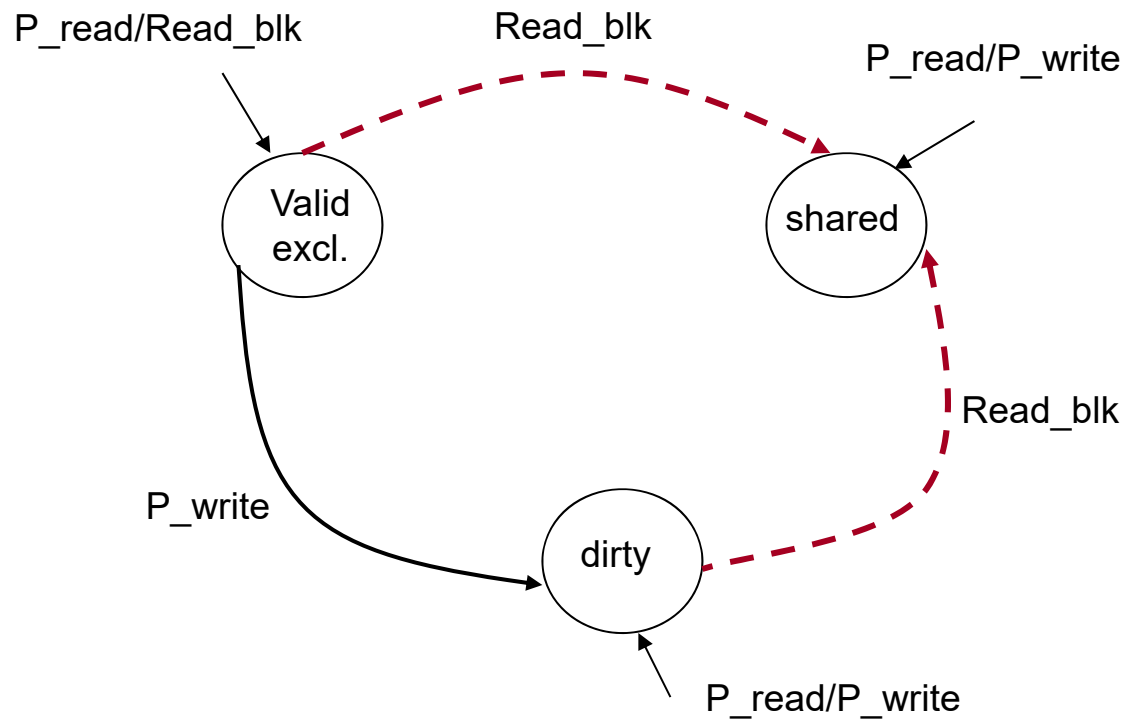 P_read/Read_blk
Read_blk
P_read/P_write
Valid
excl.
shared
Read_blk
P_write
dirty
P_read/P_write